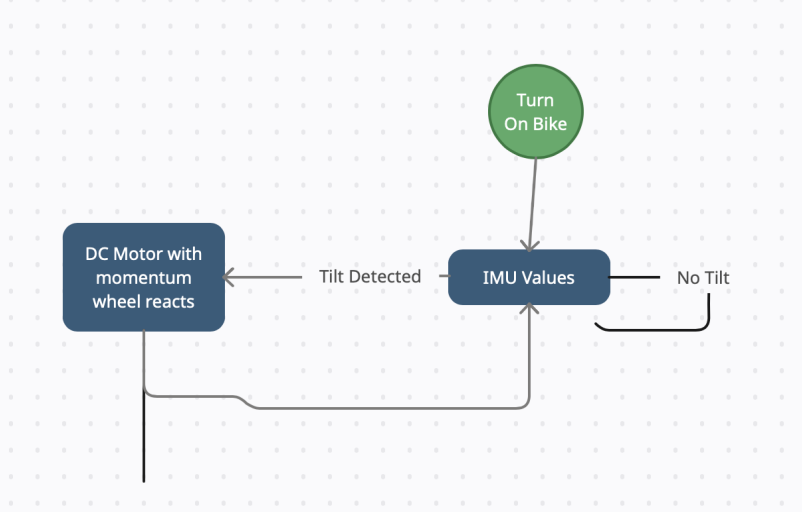 Turn
On Bike
DC Motor with
momentum
wheel reacts
Tilt Detected
IMU Values
No Tilt